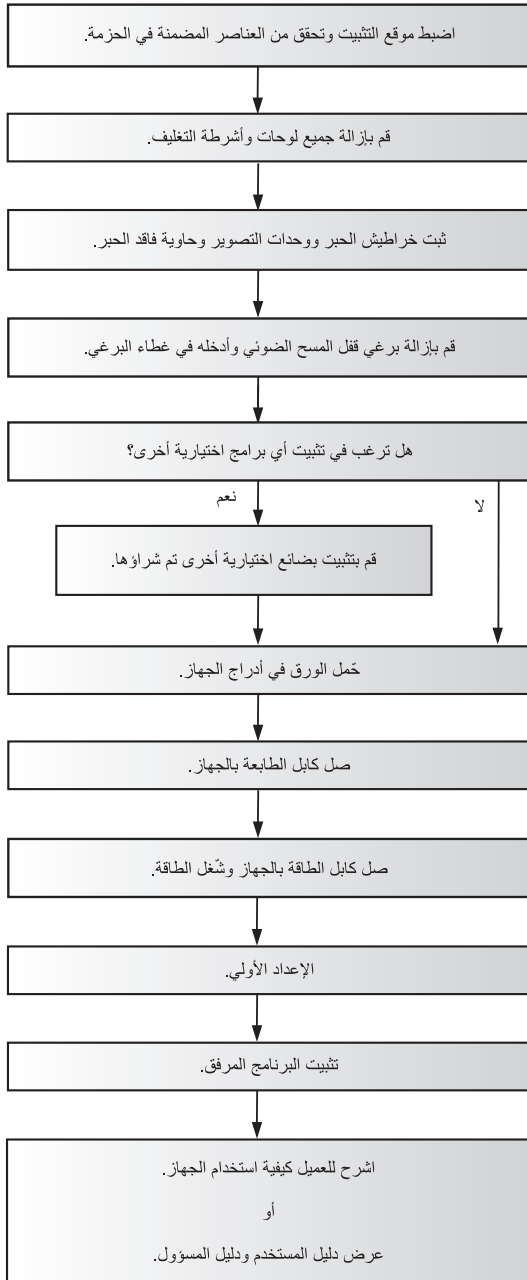 اضبط موقع التثبيت وتحقق من العناصر المضمنة في الحزمة.
قم بإزالة جميع لوحات وأشرطة التغليف.
ثبت خراطيش الحبر ووحدات التصوير وحاوية فاقد الحبر.
قم بإزالة برغي قفل المسح الضوئي وأدخله في غطاء البرغي.
هل ترغب في تثبيت أي برامج اختيارية أخرى؟
نعم
لا
قم بتثبيت بضائع اختيارية أخرى تم شراؤها.
حّمل الورق في أدراج الجهاز.
صل كابل الطابعة بالجهاز.
صل كابل الطاقة بالجهاز وشّغل الطاقة.
الإعداد الأولي.
تثبيت البرنامج المرفق.
اشرح للعميل كيفية استخدام الجهاز.
أو
عرض دليل المستخدم ودليل المسؤول.